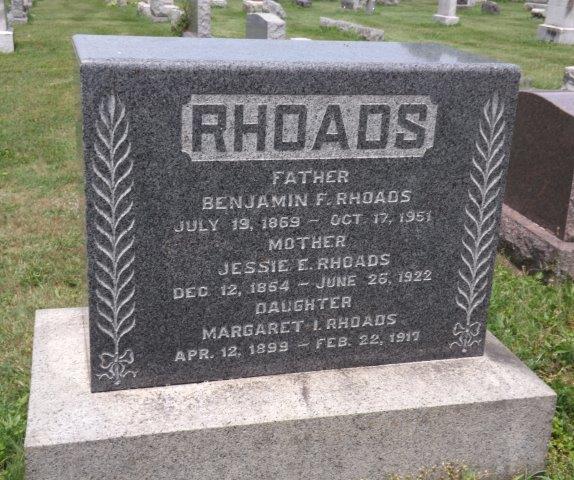 RHOADS
FATHER
BENJAMIN F. RHOADS
JULY 19, 1869 – OCT. 17, 1951
MOTHER
JESSIE E. RHOADS
DEC 12, 1864 – JUNE 26, 1922
DAUGHTER
MARGARET I. RHOADS
APR. 12, 1899 – FEB. 22, 1917